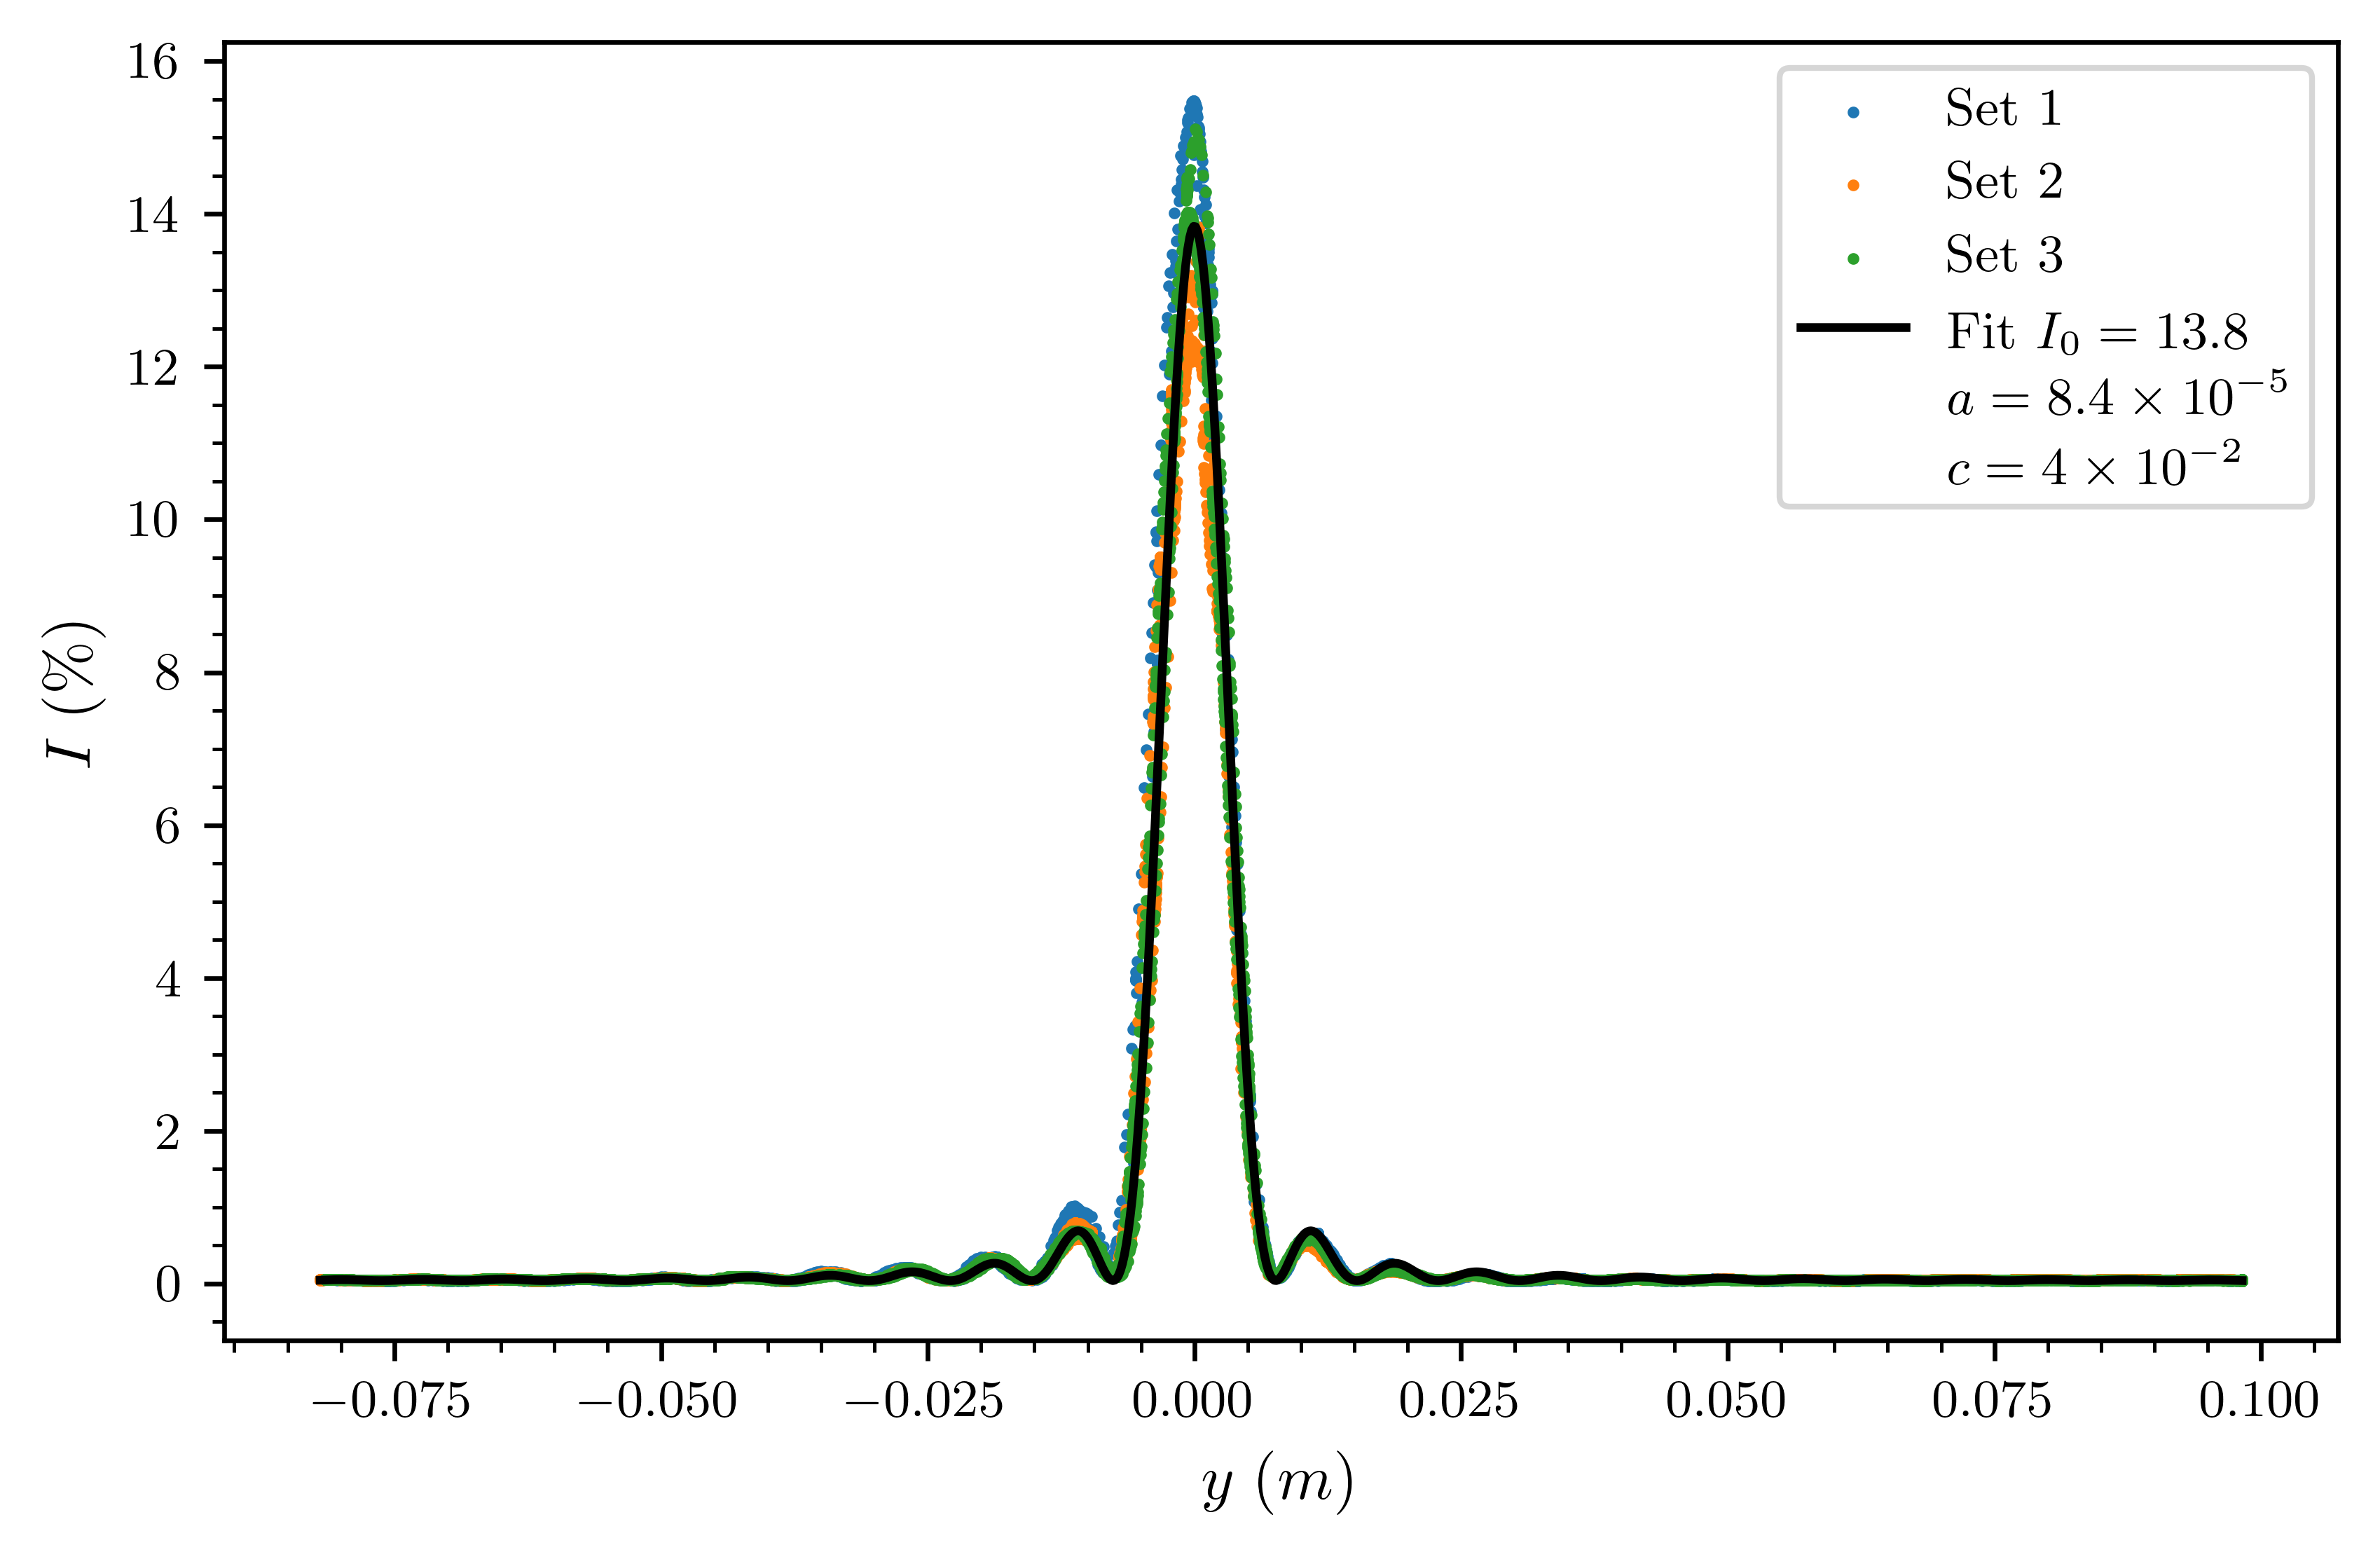 16
14
12
10
8
6
4
2
0
I (%)
Set 1
Set 2
Set 3
Fit I₀ = 13.8
a = 8.4 × 10⁻⁵
c = 4 × 10⁻²
−0.075 −0.050 −0.025 0.000 0.025 0.050 0.075 0.100
y (m)